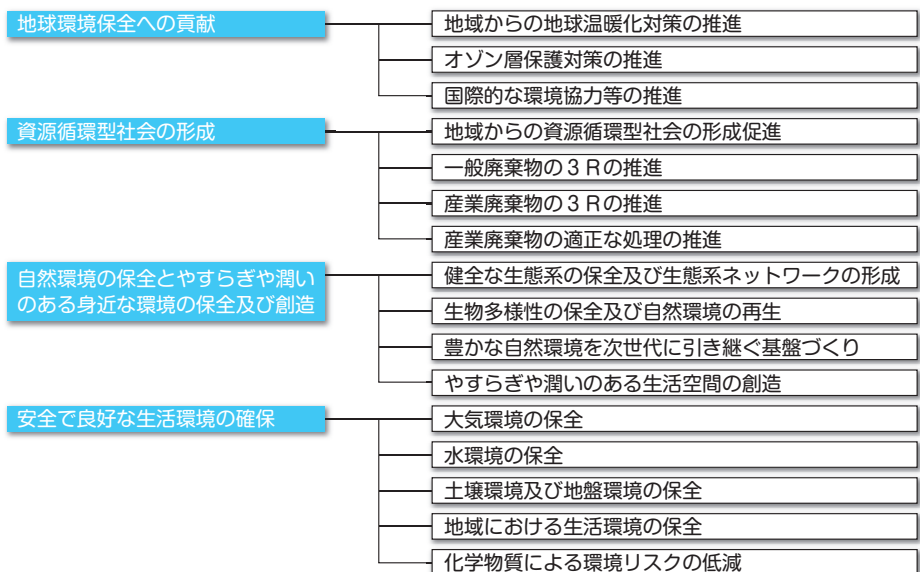 地球環境保全への貢献
地域からの地球温暖化対策の推進
オゾン層保護対策の推進
国際的な環境協力等の推進
資源循環型社会の形成
地域からの資源循環型社会の形成促進
一般廃棄物の３Ｒの推進
産業廃棄物の３Ｒの推進
産業廃棄物の適正な処理の推進
自然環境の保全とやすらぎや潤い
のある身近な環境の保全及び創造
健全な生態系の保全及び生態系ネットワークの形成
生物多様性の保全及び自然環境の再生
豊かな自然環境を次世代に引き継ぐ基盤づくり
やすらぎや潤いのある生活空間の創造
安全で良好な生活環境の確保
大気環境の保全
水環境の保全
土壌環境及び地盤環境の保全
地域における生活環境の保全
化学物質による環境リスクの低減